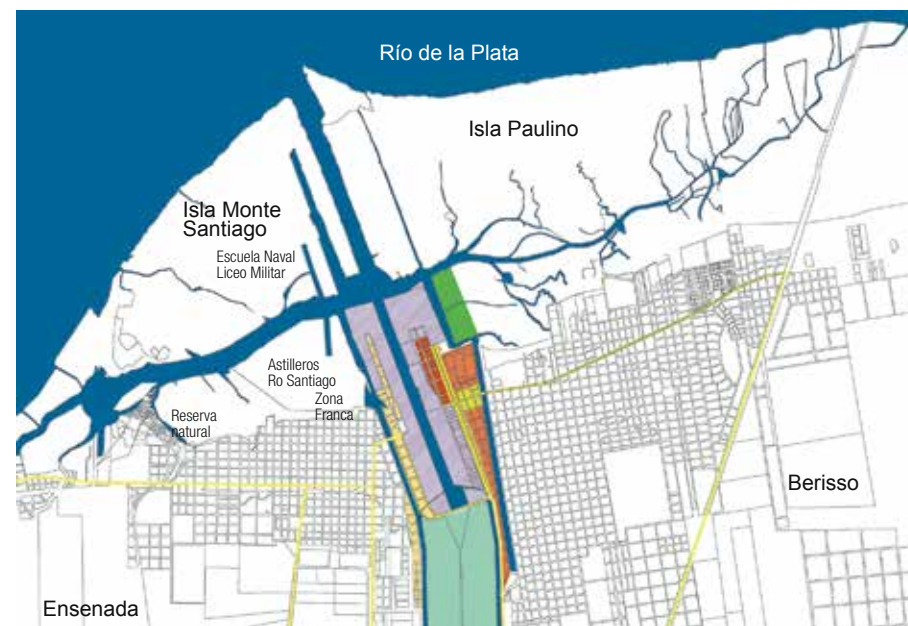 Río de la Plata
Isla Paulino
Isla Monte
Santiago
Escuela Naval
Liceo Militar
Astilleros
Ro Santiago
Zona
Franca
Reserva
natural
Berisso
Ensenada